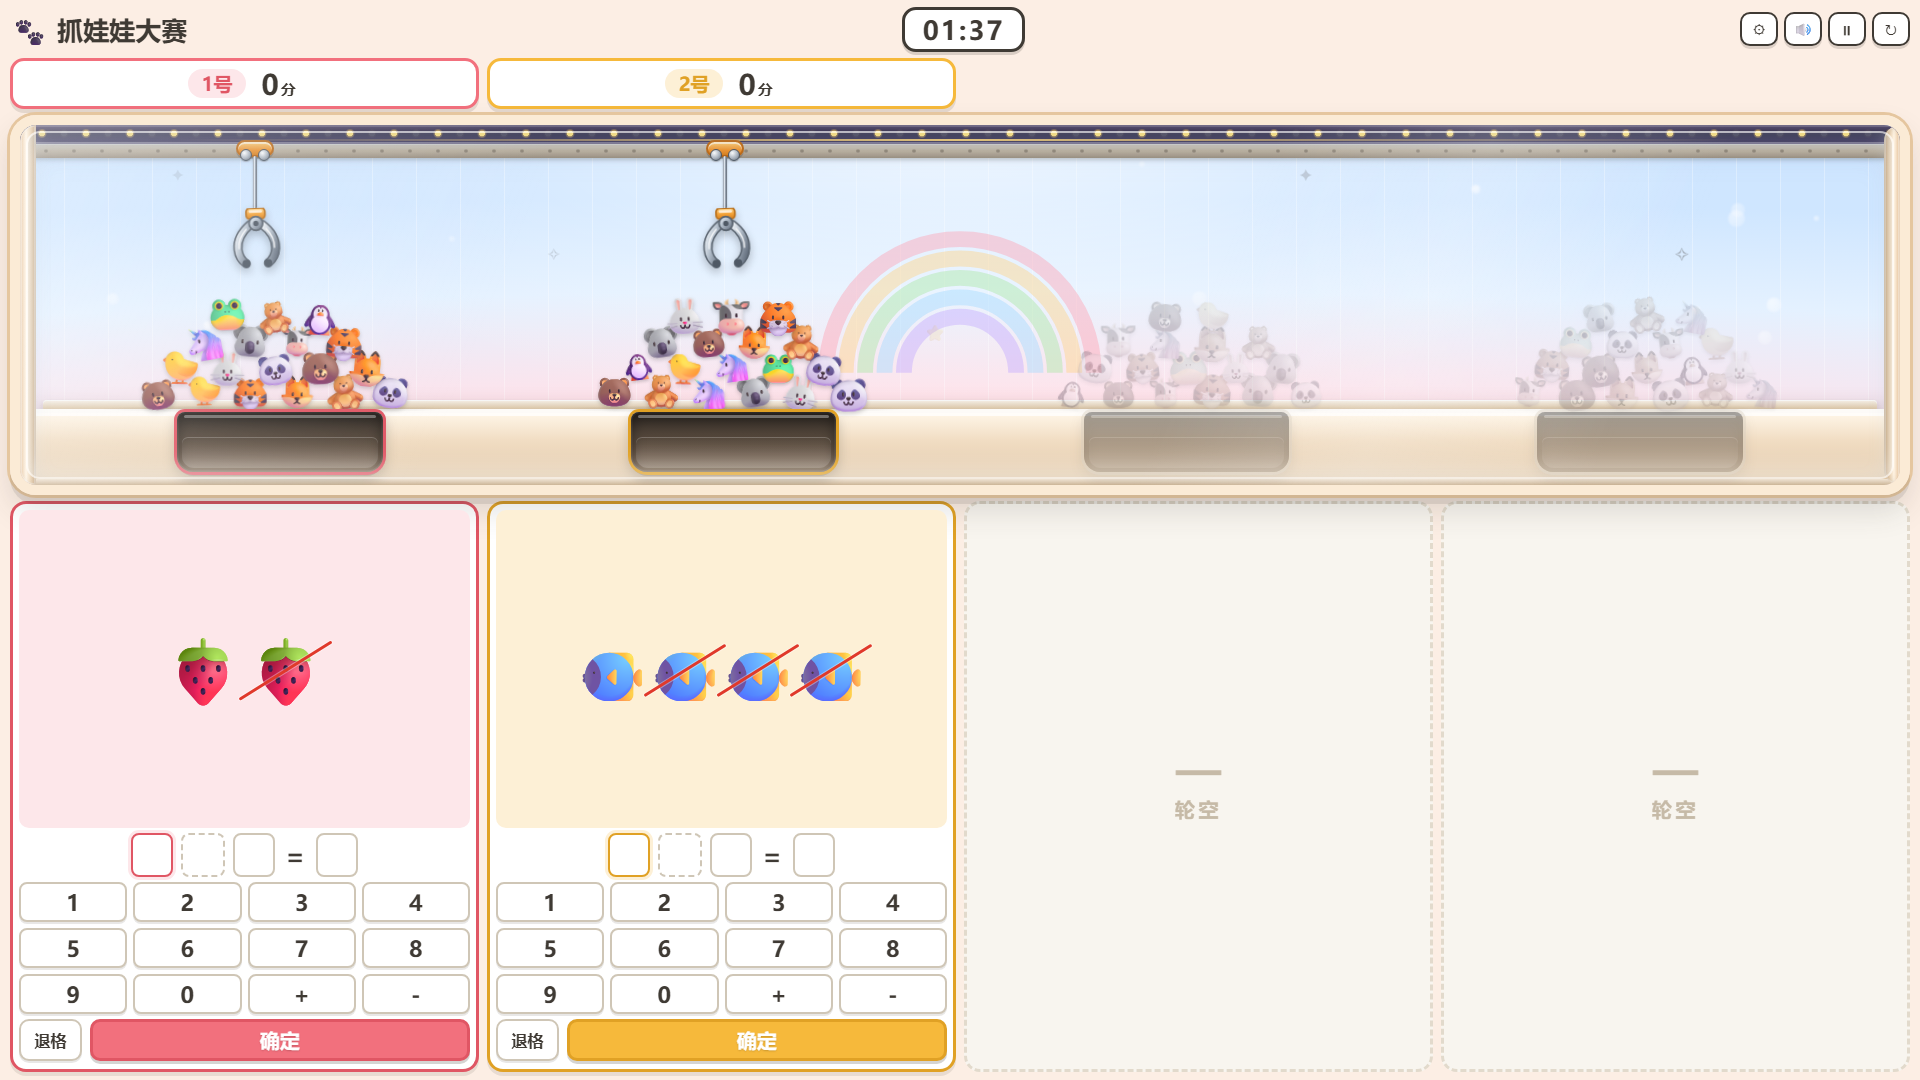 抓娃娃大赛
01:37
1号 0分
2号 0分
轮空
轮空
=
=
1 2 3 4
5 6 7 8
9 0 + -
退格 确定
1 2 3 4
5 6 7 8
9 0 + -
退格 确定